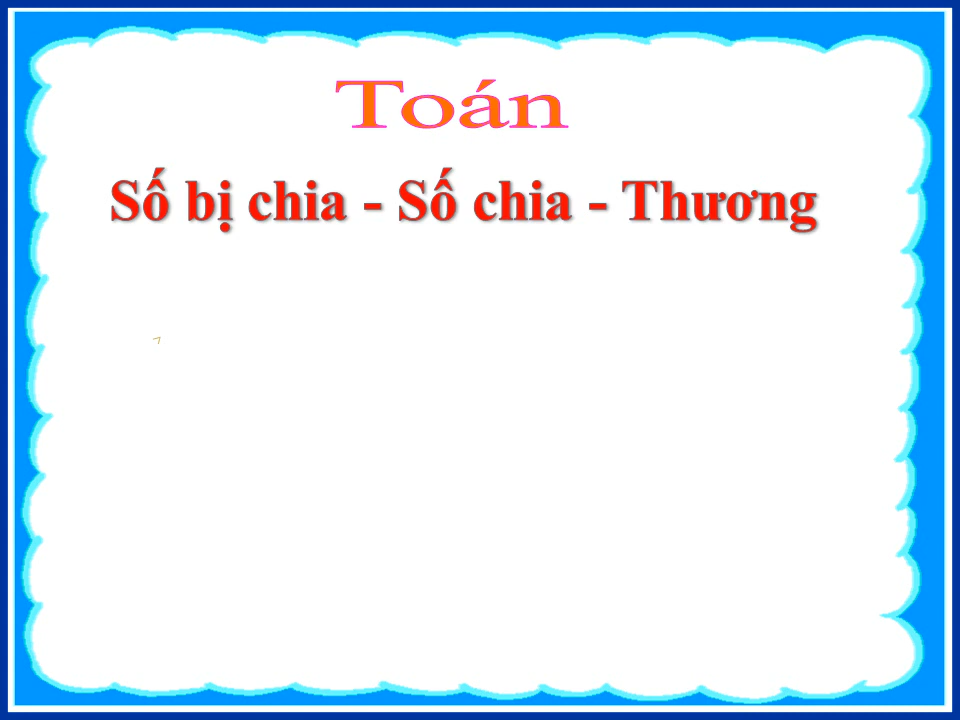 Toán
Số bị chia - Số chia - Thương